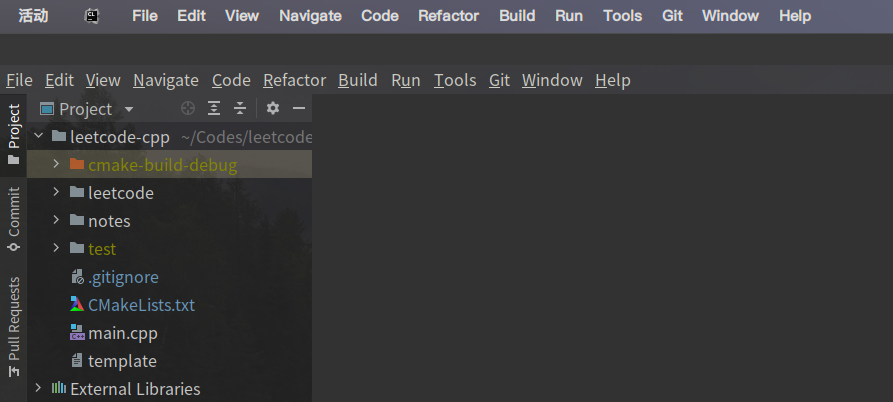 活动 CL File Edit View Navigate Code Refactor Build Run Tools Git Window Help
File Edit View Navigate Code Refactor Build Run Tools Git Window Help
Project
Commit
Pull Requests
Project
leetcode-cpp ~/Codes/leetcode
cmake-build-debug
leetcode
notes
test
.gitignore
CMakeLists.txt
C++ main.cpp
template
External Libraries